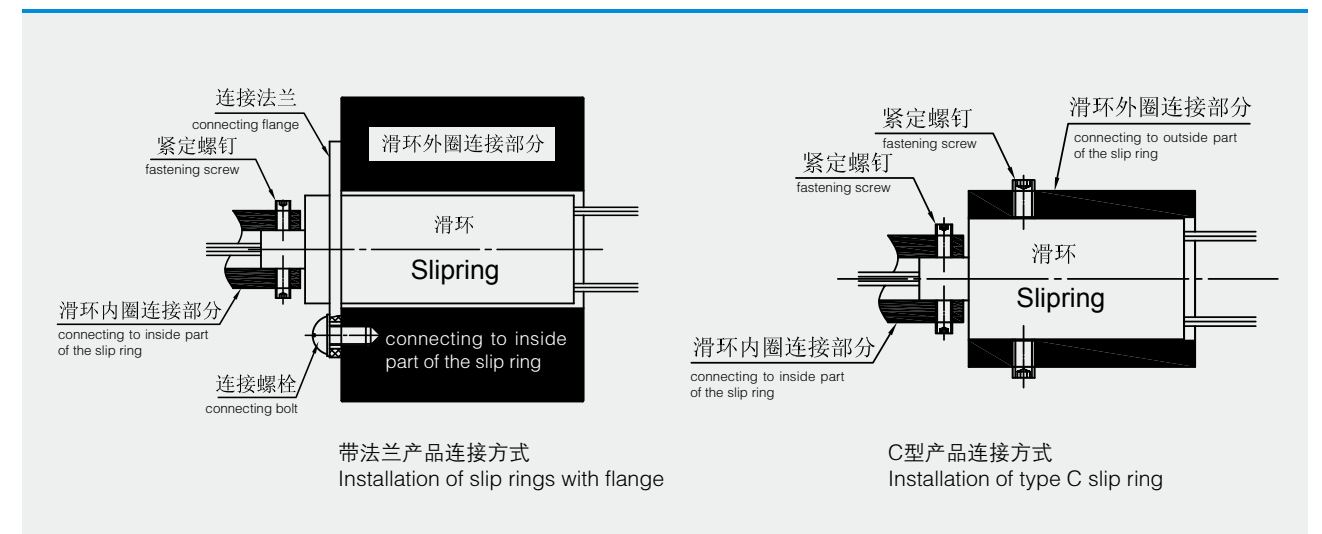 连接法兰
connecting flange
紧定螺钉
fastening screw
滑环外圈连接部分
滑环
Slipring
滑环内圈连接部分
connecting to inside part
of the slip ring
connecting to inside
part of the slip ring
连接螺栓
connecting bolt
带法兰产品连接方式
Installation of slip rings with flange
紧定螺钉
fastening screw
紧定螺钉
fastening screw
滑环外圈连接部分
connecting to outside part
of the slip ring
滑环
Slipring
滑环内圈连接部分
connecting to inside part
of the slip ring
C型产品连接方式
Installation of type C slip ring